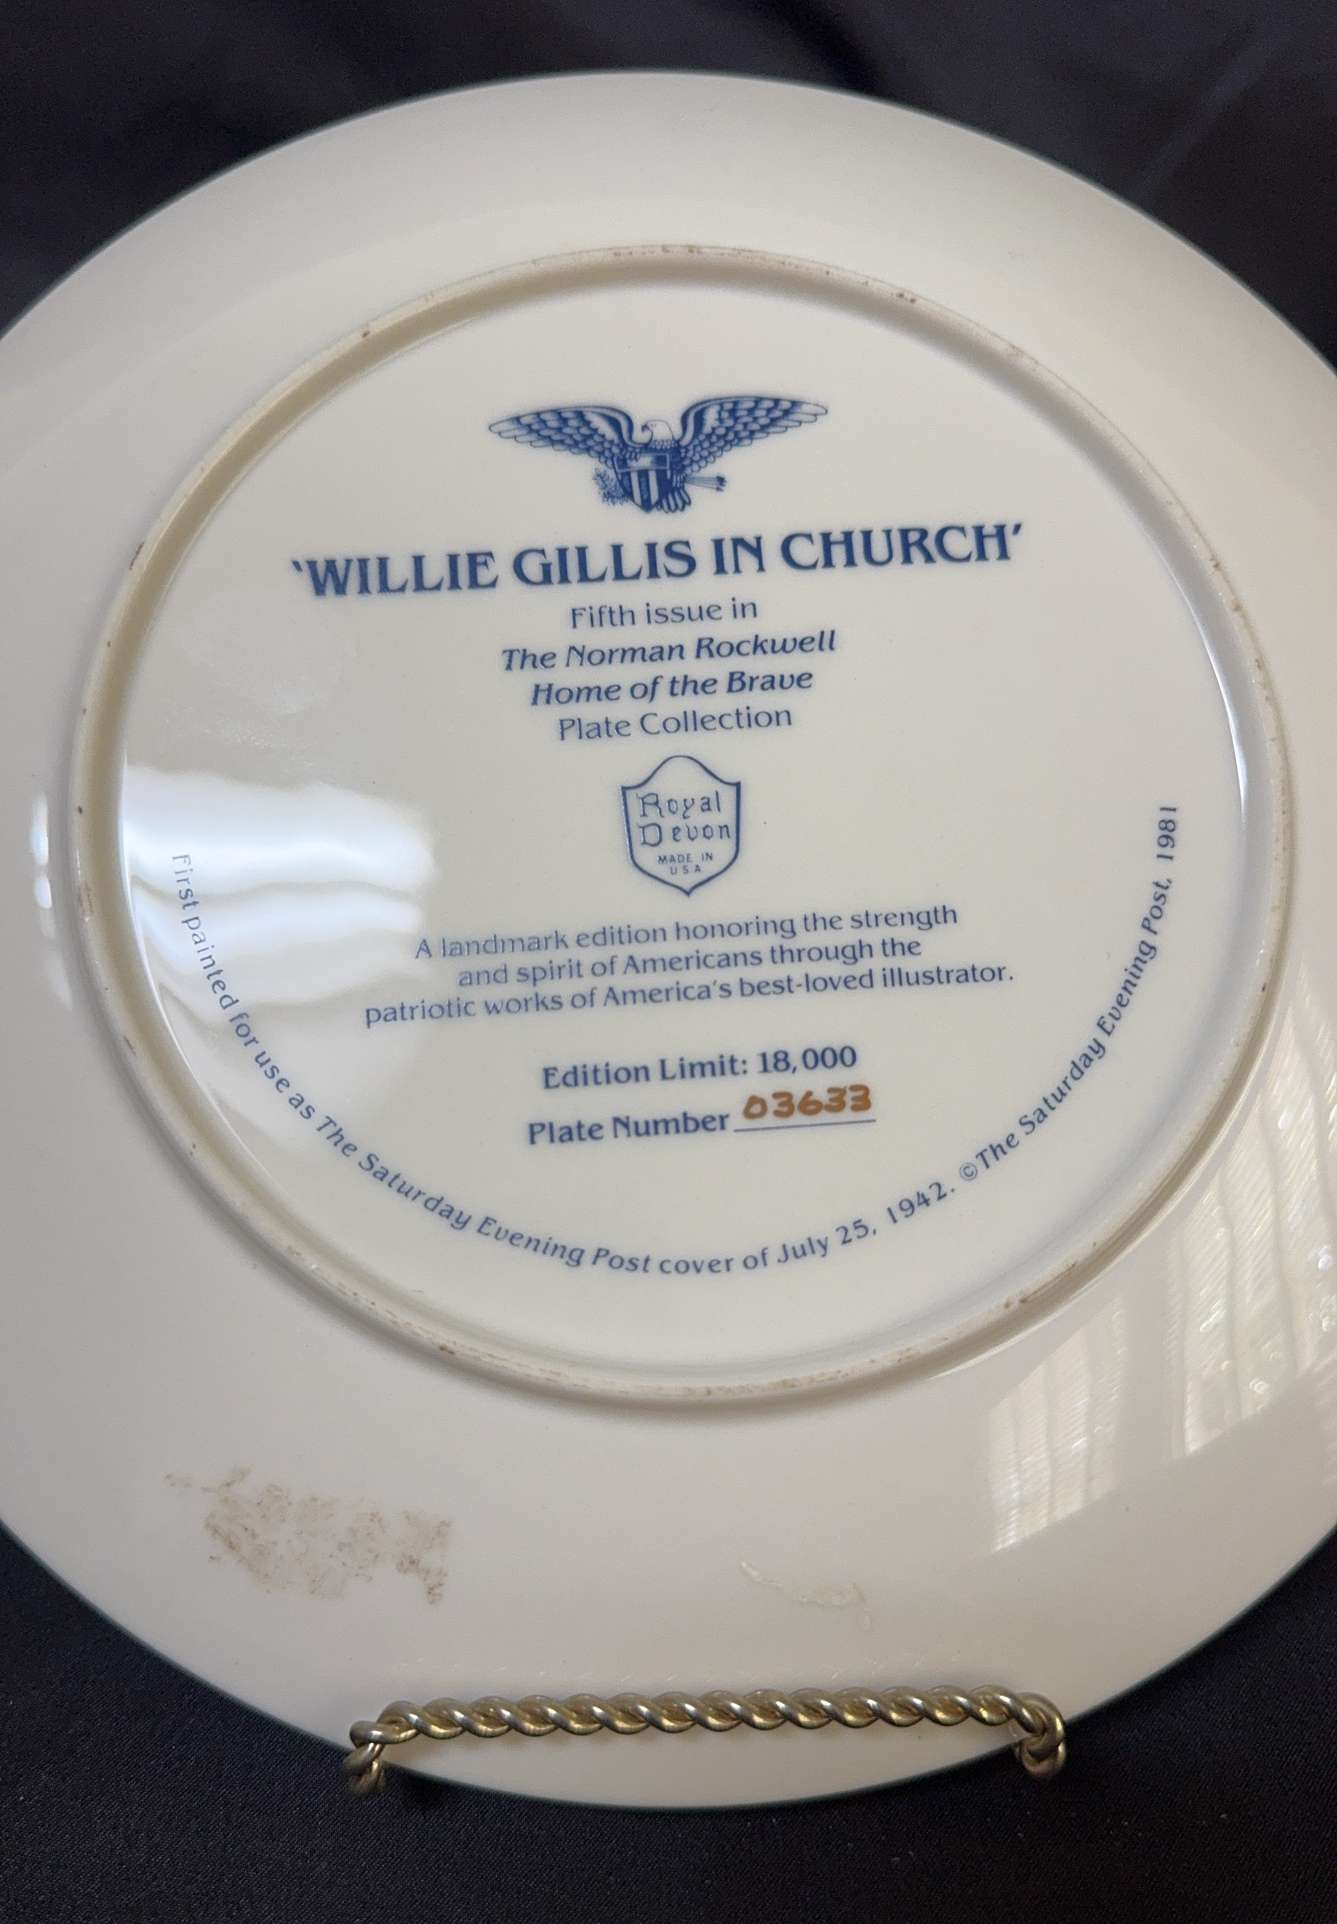 ‘WILLIE GILLIS IN CHURCH’
Fifth issue in
The Norman Rockwell
Home of the Brave
Plate Collection
Royal
Devon
MADE IN
U.S.A
A landmark edition honoring the strength
and spirit of Americans through the
patriotic works of America's best-loved illustrator.
Edition Limit: 18,000
Plate Number 03633
First painted for use as The Saturday Evening Post cover of July 25, 1942. ©The Saturday Evening Post, 1981